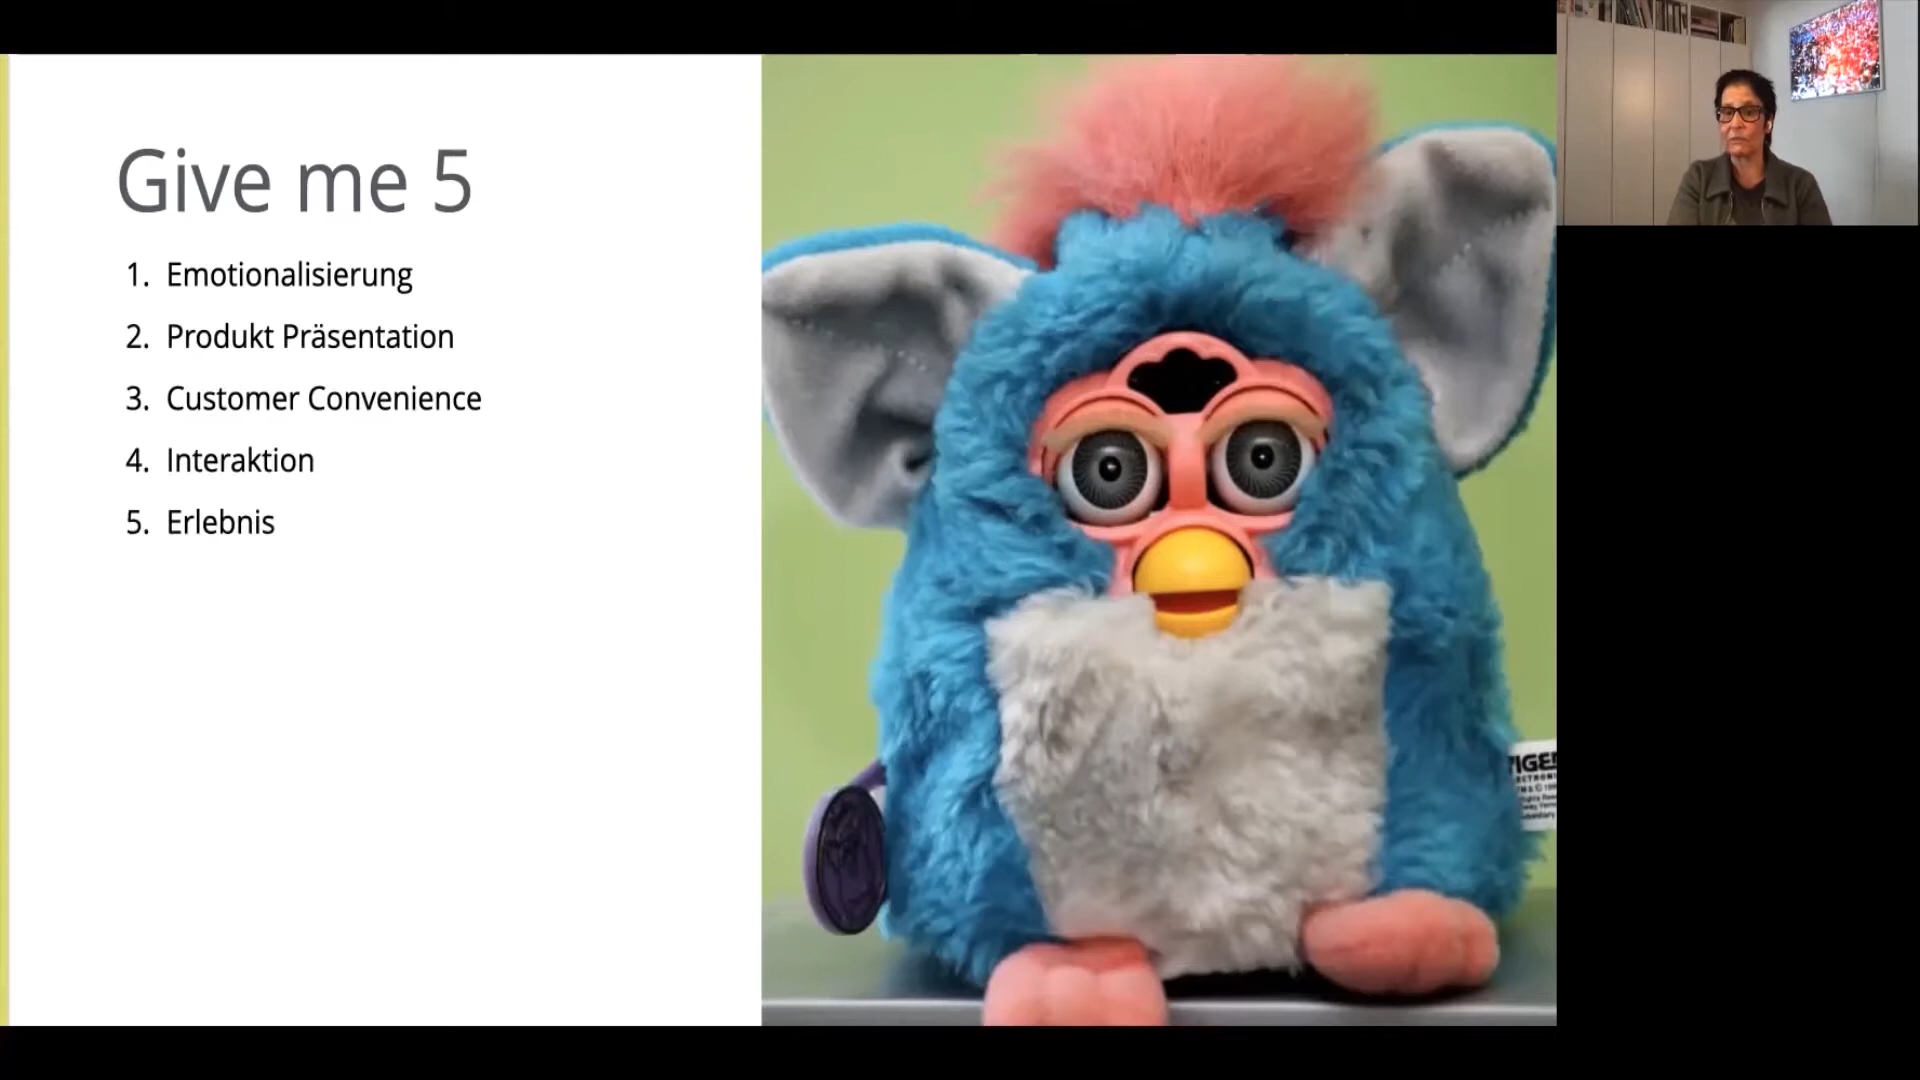 Give me 5
1. Emotionalisierung
2. Produkt Präsentation
3. Customer Convenience
4. Interaktion
5. Erlebnis